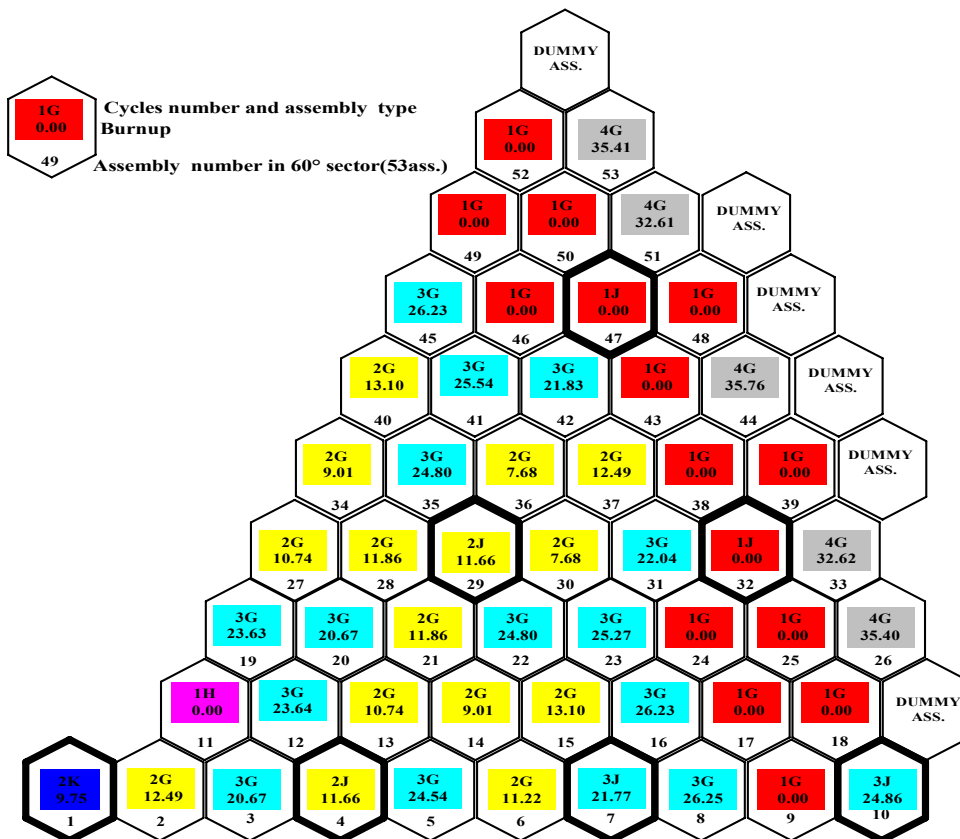 DUMMY
ASS.
1G
0.00
49
Cycles number and assembly type
Burnup
Assembly number in 60° sector(53ass.)
1G
0.00
52
4G
35.41
53
1G
0.00
49
1G
0.00
50
4G
32.61
51
DUMMY
ASS.
3G
26.23
45
1G
0.00
46
1J
0.00
47
1G
0.00
48
DUMMY
ASS.
2G
13.10
40
3G
25.54
41
3G
21.83
42
1G
0.00
43
4G
35.76
44
DUMMY
ASS.
2G
9.01
34
3G
24.80
35
2G
7.68
36
2G
12.49
37
1G
0.00
38
1G
0.00
39
DUMMY
ASS.
2G
10.74
27
2G
11.86
28
2J
11.66
29
2G
7.68
30
3G
22.04
31
1J
0.00
32
4G
32.62
33
3G
23.63
19
3G
20.67
20
2G
11.86
21
3G
24.80
22
3G
25.27
23
1G
0.00
24
1G
0.00
25
4G
35.40
26
1H
0.00
11
3G
23.64
12
2G
10.74
13
2G
9.01
14
2G
13.10
15
3G
26.23
16
1G
0.00
17
1G
0.00
18
DUMMY
ASS.
2K
9.75
1
2G
12.49
2
3G
20.67
3
2J
11.66
4
3G
24.54
5
2G
11.22
6
3J
21.77
7
3G
26.25
8
1G
0.00
9
3J
24.86
10